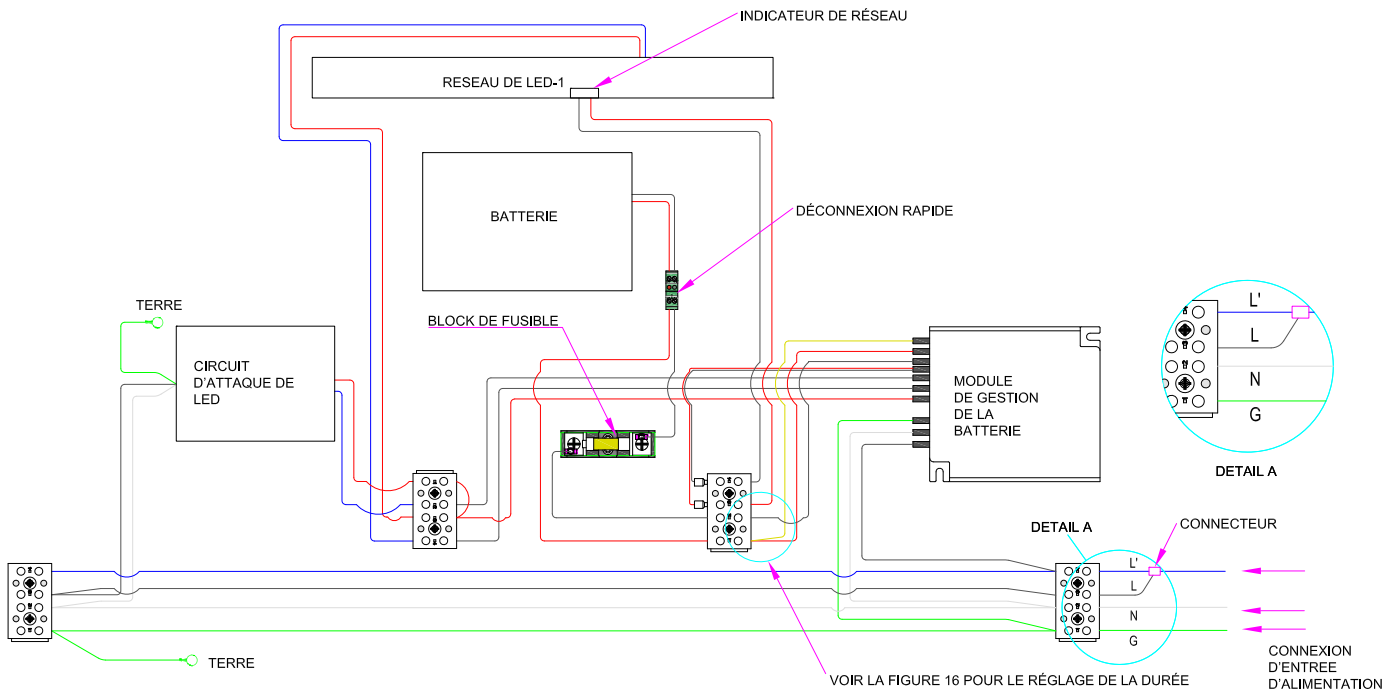 INDICATEUR DE RÉSEAU
RESEAU DE LED-1
BATTERIE
DÉCONNEXION RAPIDE
TERRE
BLOCK DE FUSIBLE
CIRCUIT
D'ATTAQUE DE
LED
MODULE
DE GESTION
DE LA
BATTERIE
L'
L
N
G
DETAIL A
DETAIL A
CONNECTEUR
L'
L
N
G
TERRE
CONNEXION
D'ENTREE
D'ALIMENTATION
VOIR LA FIGURE 16 POUR LE RÉGLAGE DE LA DURÉE